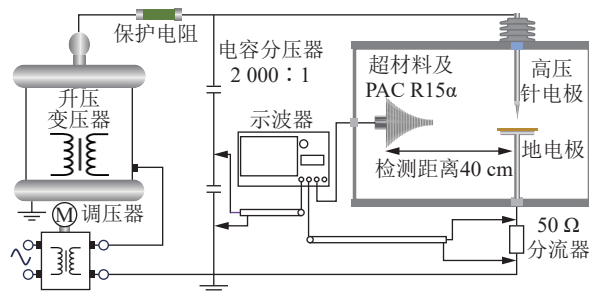 保护电阻
电容分压器
2 000∶1
升压
变压器
示波器
超材料及
PAC R15α
高压
针电极
地电极
检测距离40 cm
M
调压器
50 Ω
分流器